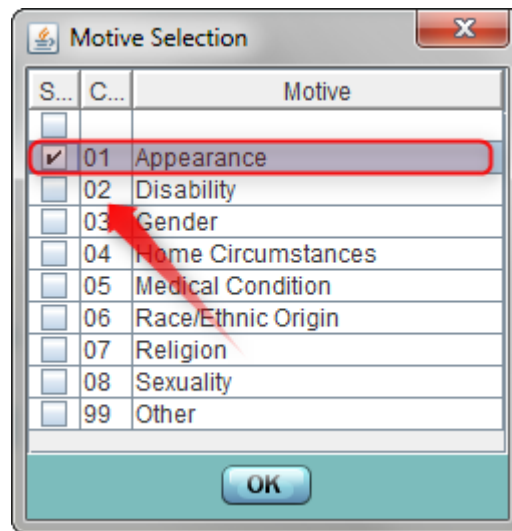 Motive Selection
S... C... Motive
01 Appearance
02 Disability
03 Gender
04 Home Circumstances
05 Medical Condition
06 Race/Ethnic Origin
07 Religion
08 Sexuality
99 Other
OK